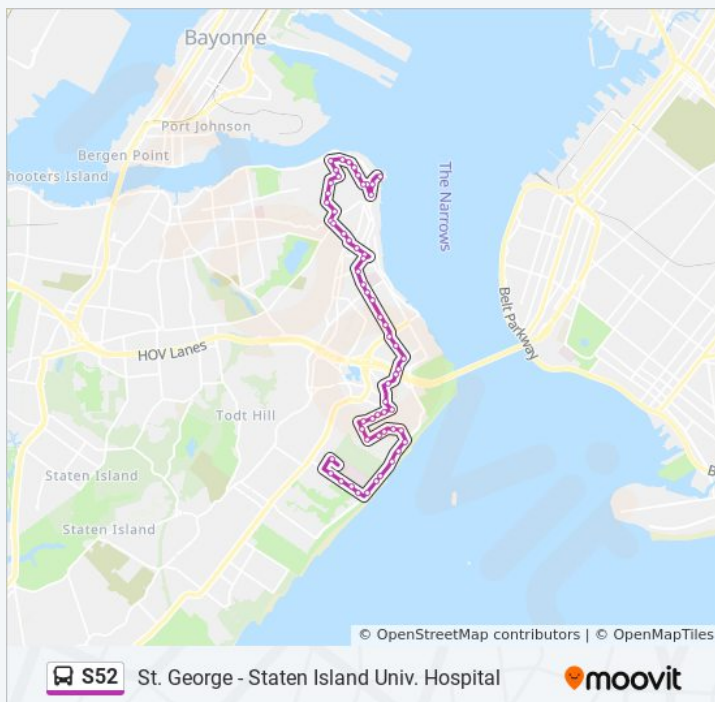 Bayonne
Port Johnson
Bergen Point
hooters Island
The Narrows
Belt Parkway
HOV Lanes
Todt Hill
Staten Island
Staten Island
B
© OpenStreetMap contributors | © OpenMapTiles
S52 St. George - Staten Island Univ. Hospital moovit